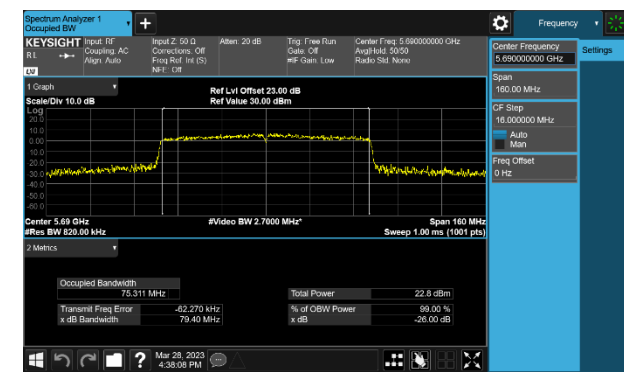 Spectrum Analyzer 1
Occupied BW
Frequency
KEYSIGHT
Input: RF
Coupling: AC
Align: Auto
Input Z: 50 Ω
Corrections: Off
Freq Ref: Int (S)
NFE: Off
Atten: 20 dB
Trig: Free Run
Gate: Off
#IF Gain: Low
Center Freq: 5.690000000 GHz
Avg|Hold: 50/50
Radio Std: None
R L
LXI
Center Frequency
5.690000000 GHz
Settings
Span
160.00 MHz
CF Step
16.000000 MHz
Auto
Man
Freq Offset
0 Hz
1 Graph
Scale/Div 10.0 dB
Ref Lvl Offset 23.00 dB
Ref Value 30.00 dBm
Log
20.0
10.0
0.00
-10.0
-20.0
-30.0
-40.0
-50.0
-60.0
Center 5.69 GHz
#Video BW 2.7000 MHz*
Span 160 MHz
#Res BW 820.00 kHz
Sweep 1.00 ms (1001 pts)
2 Metrics
Occupied Bandwidth
75.311 MHz
Total Power
22.8 dBm
Transmit Freq Error
-62.270 kHz
% of OBW Power
99.00 %
x dB Bandwidth
79.40 MHz
x dB
-26.00 dB
?
Mar 28, 2023
4:38:08 PM